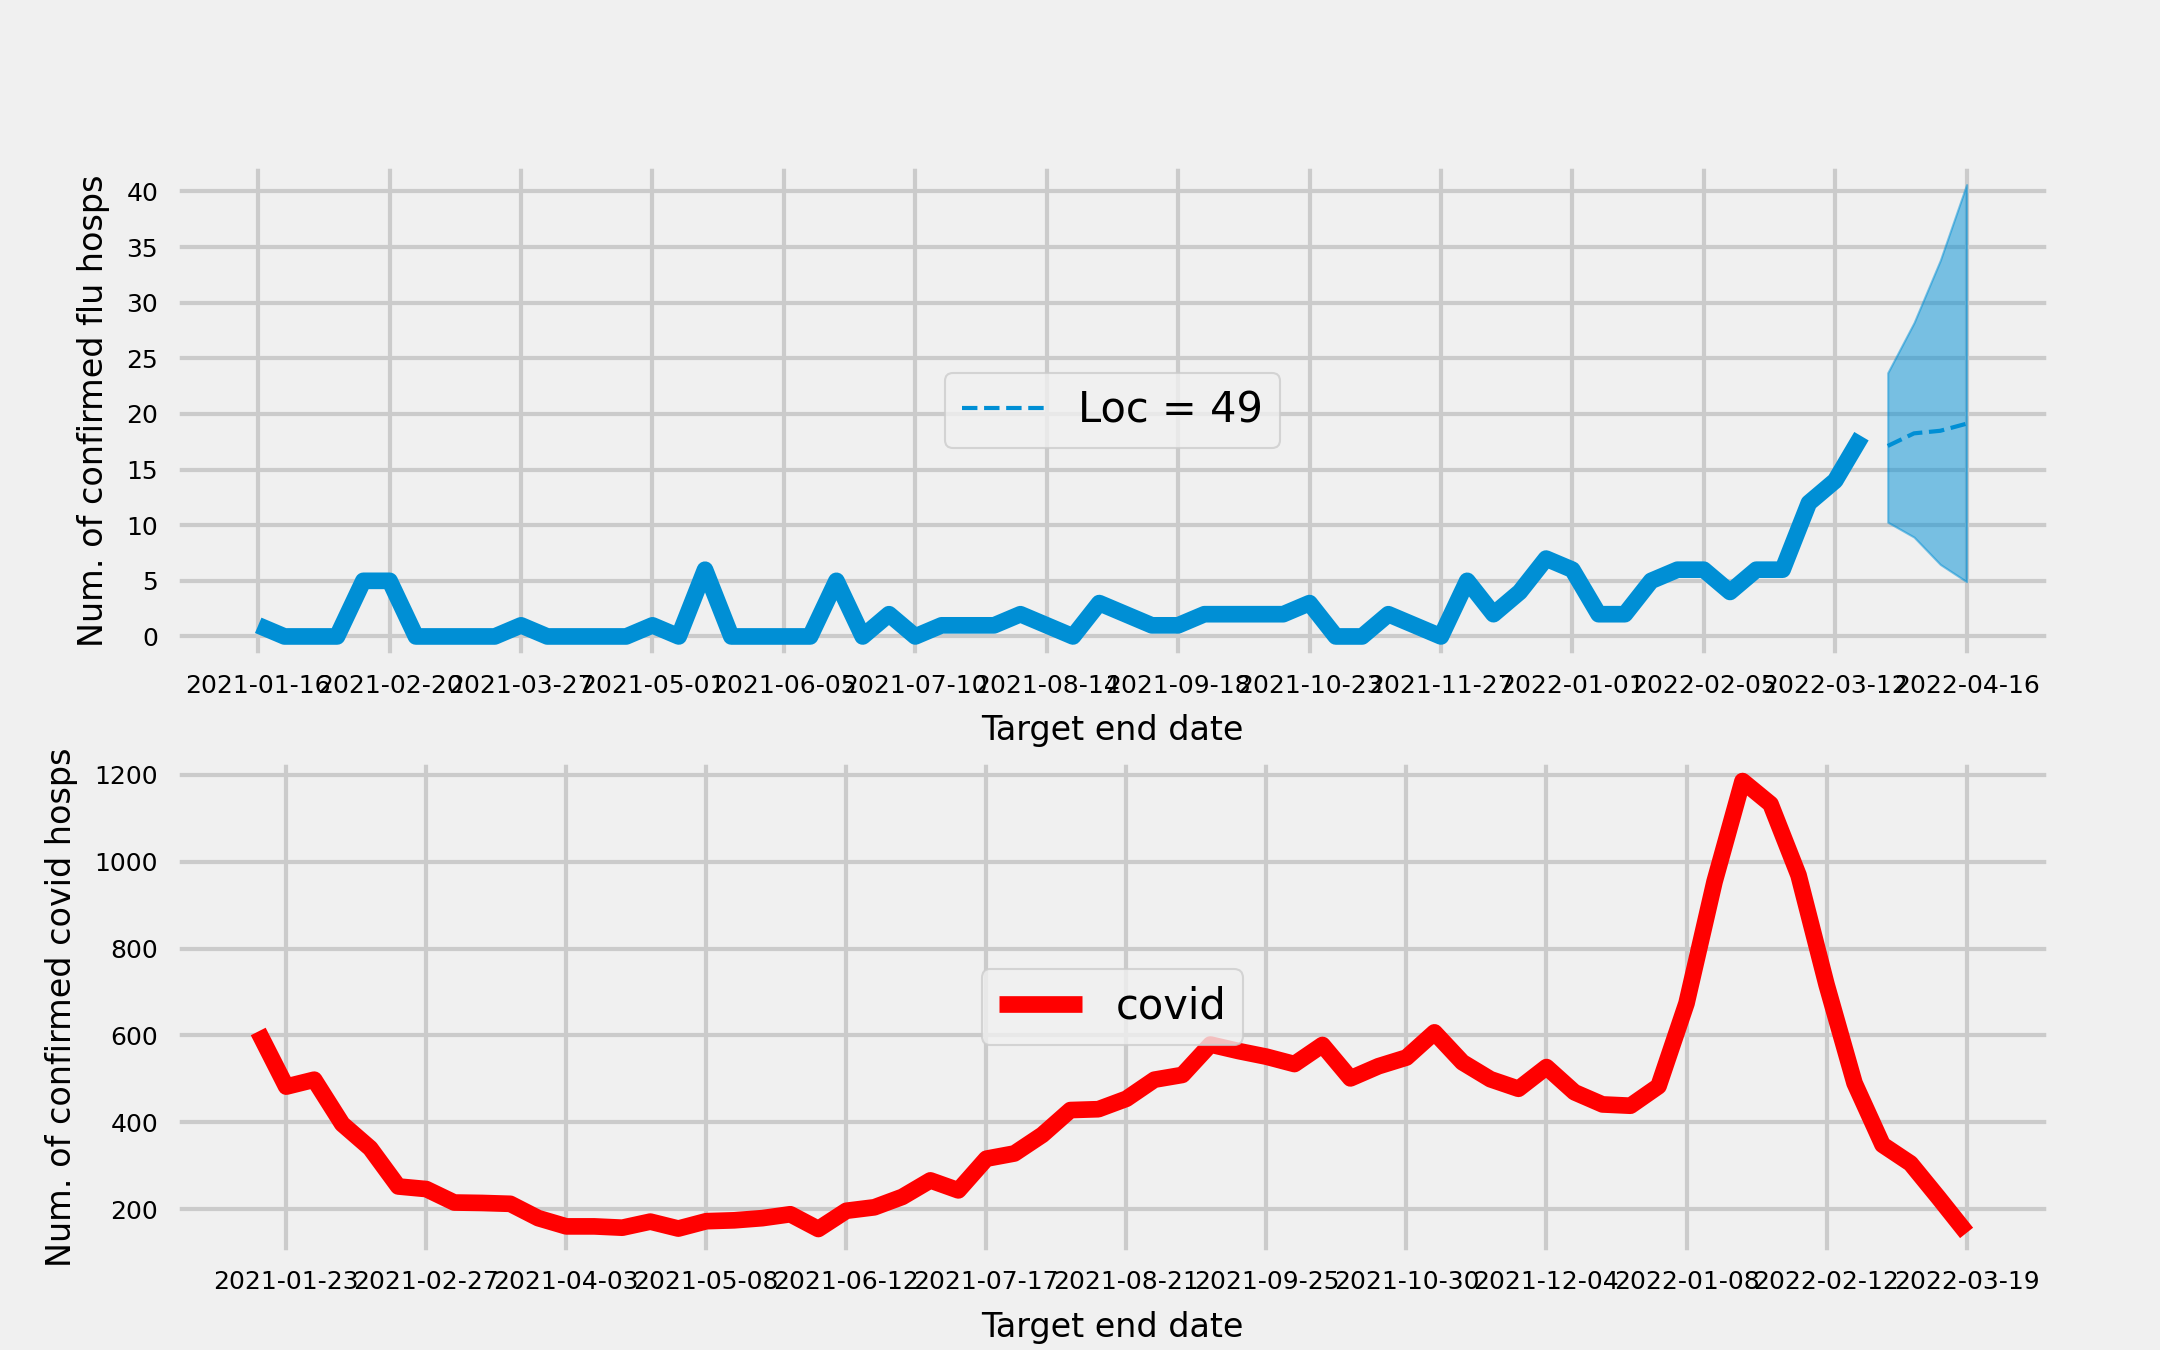 Num. of confirmed flu hosps
40
35
30
25
20
15
10
5
0
Loc = 49
2021-01-16 2021-02-20 2021-03-27 2021-05-01 2021-06-05 2021-07-10 2021-08-14 2021-09-18 2021-10-23 2021-11-27 2022-01-01 2022-02-05 2022-03-12 2022-04-16
Target end date
Num. of confirmed covid hosps
1200
1000
800
600
400
200
covid
2021-01-23 2021-02-27 2021-04-03 2021-05-08 2021-06-12 2021-07-17 2021-08-21 2021-09-25 2021-10-30 2021-12-04 2022-01-08 2022-02-12 2022-03-19
Target end date